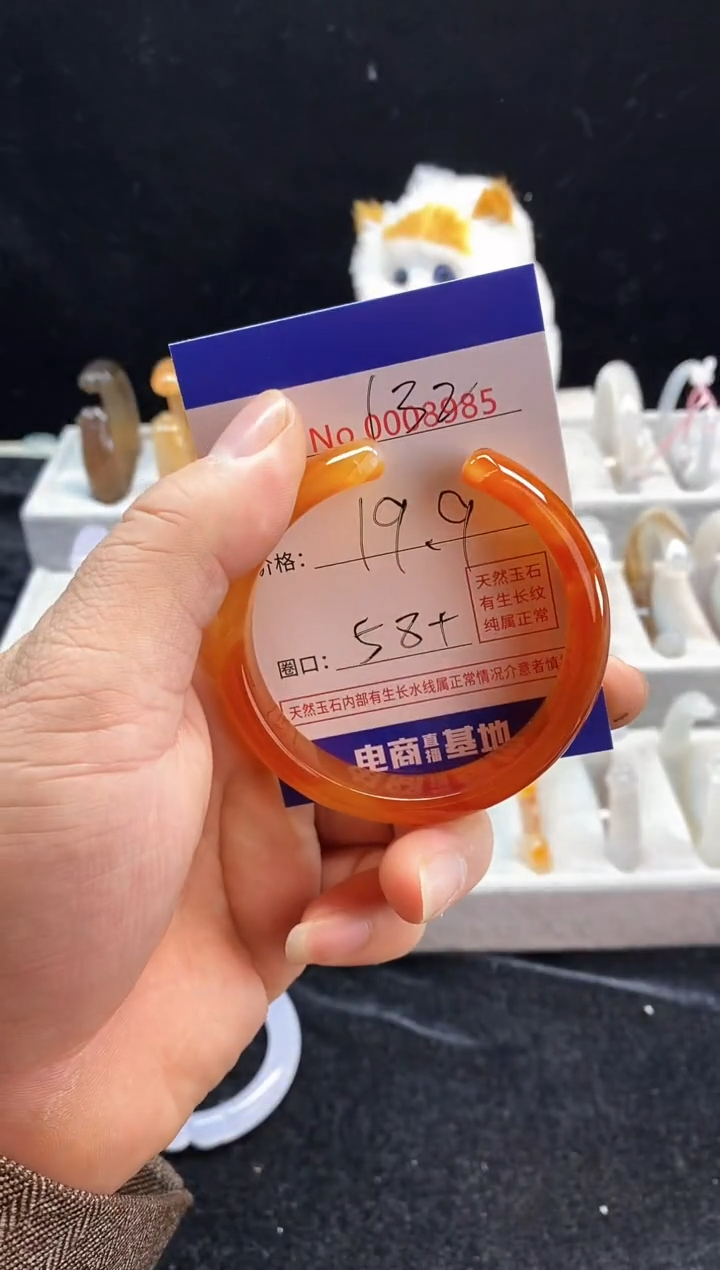 132
No 0008985
价格: 19.9
天然玉石
有生长纹
纯属正常
圈口: 58+
天然玉石内部有生长水线属正常情况介意者慎
电商直播基地